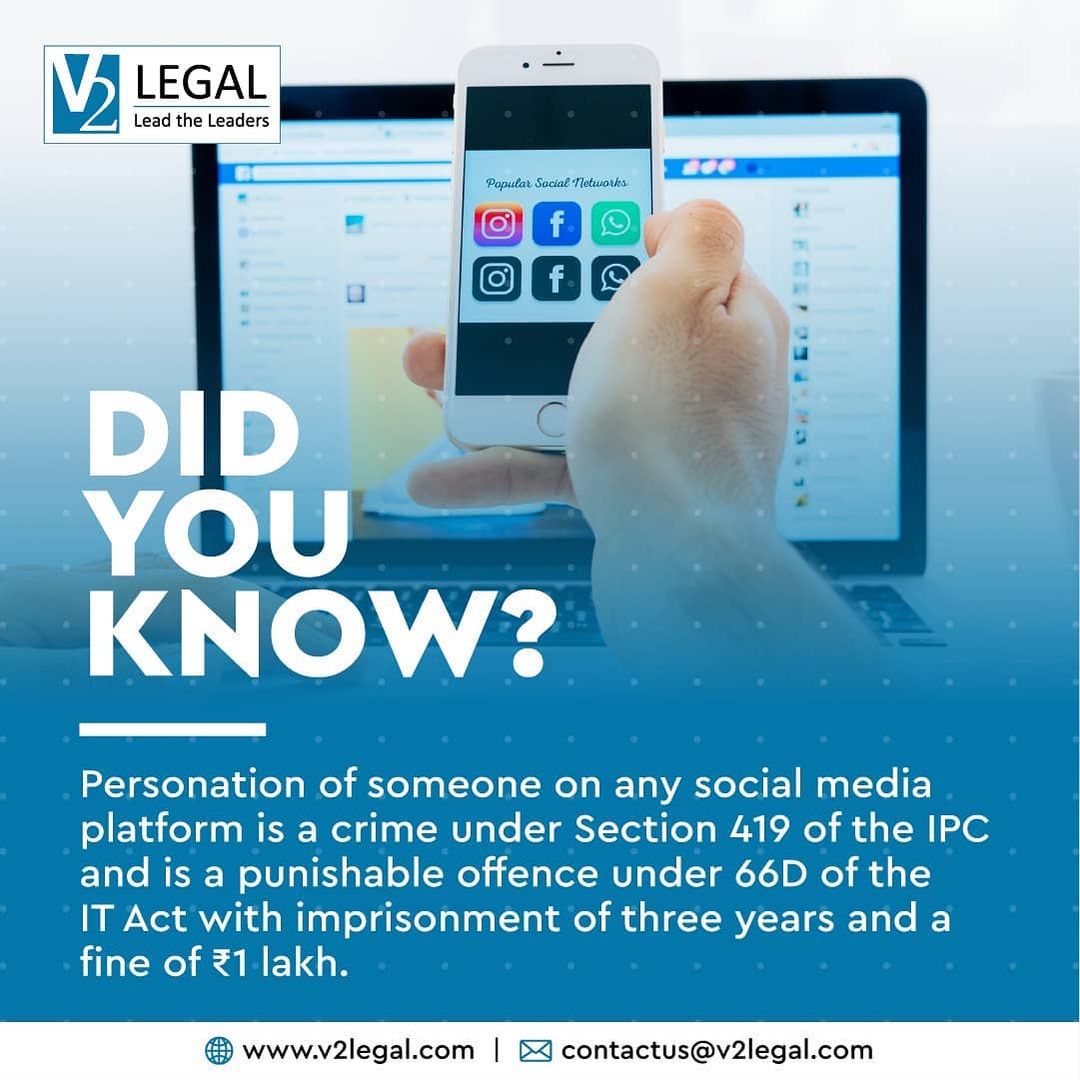 V2 LEGAL
Lead the Leaders
Popular Social Networks
DID
YOU
KNOW?
Personation of someone on any social media
platform is a crime under Section 419 of the IPC
and is a punishable offence under 66D of the
IT Act with imprisonment of three years and a
fine of ₹1 lakh.
www.v2legal.com | contactus@v2legal.com